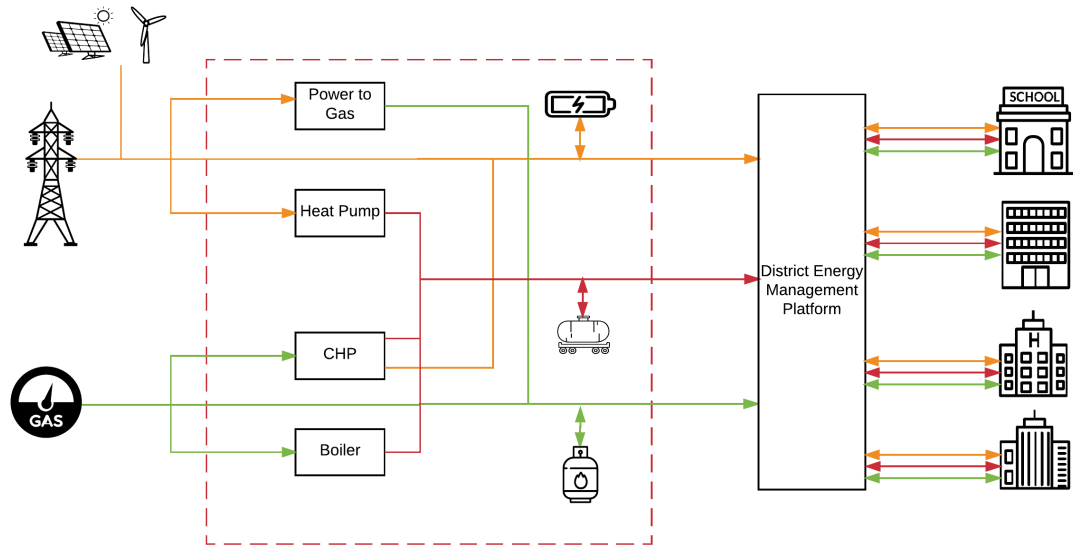 Power to
Gas
SCHOOL
Heat Pump
District Energy
Management
Platform
CHP
H
GAS
Boiler